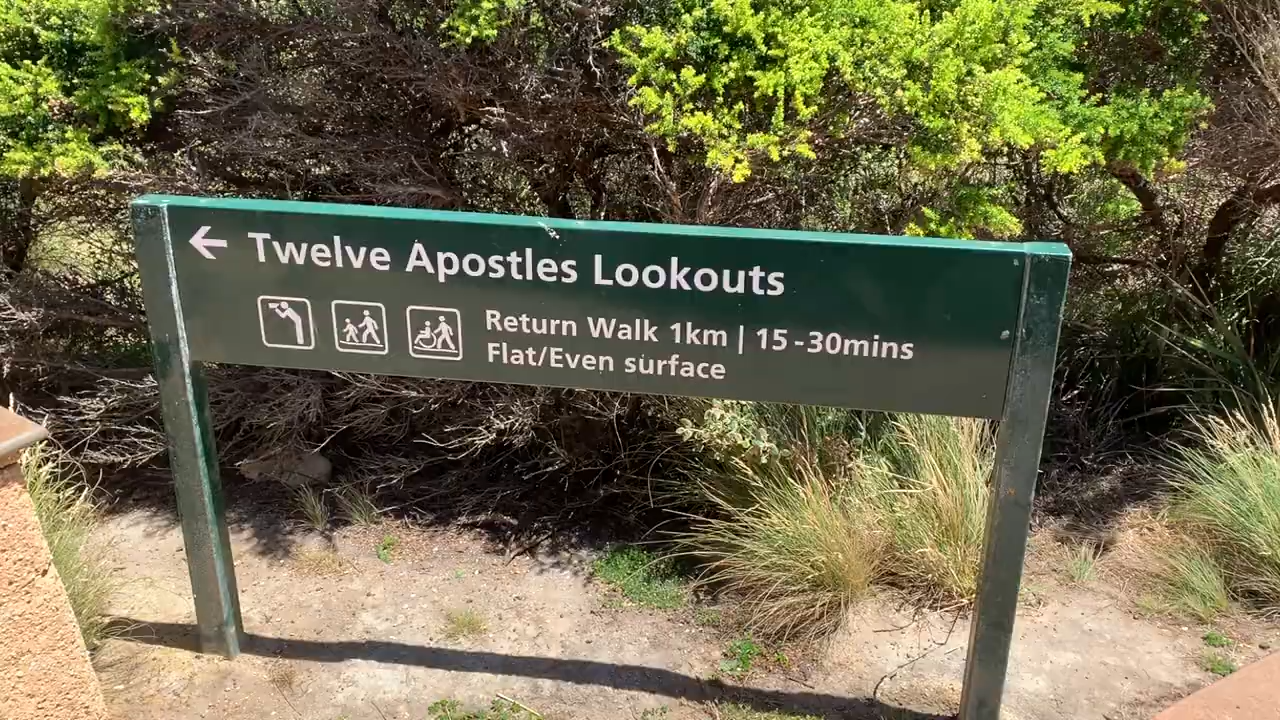 ← Twelve Apostles Lookouts
Return Walk 1km | 15-30mins
Flat/Even surface